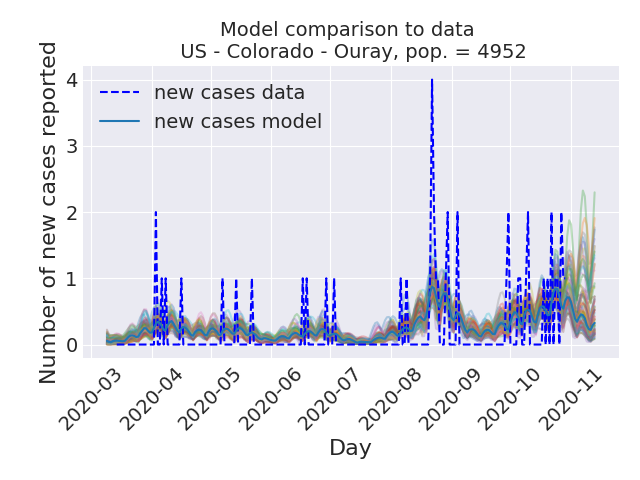 Model comparison to data
US - Colorado - Ouray, pop. = 4952
Number of new cases reported
4
3
2
1
0
new cases data
new cases model
2020-03
2020-04
2020-05
2020-06
2020-07
2020-08
2020-09
2020-10
2020-11
Day